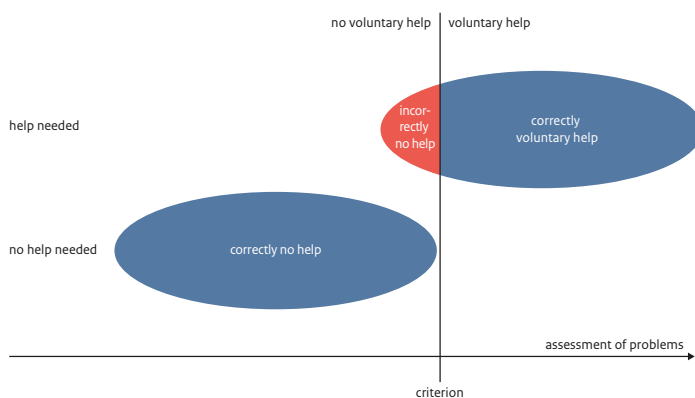 no voluntary help
voluntary help
help needed
incor-
rectly
no help
correctly
voluntary help
no help needed
correctly no help
assessment of problems
criterion